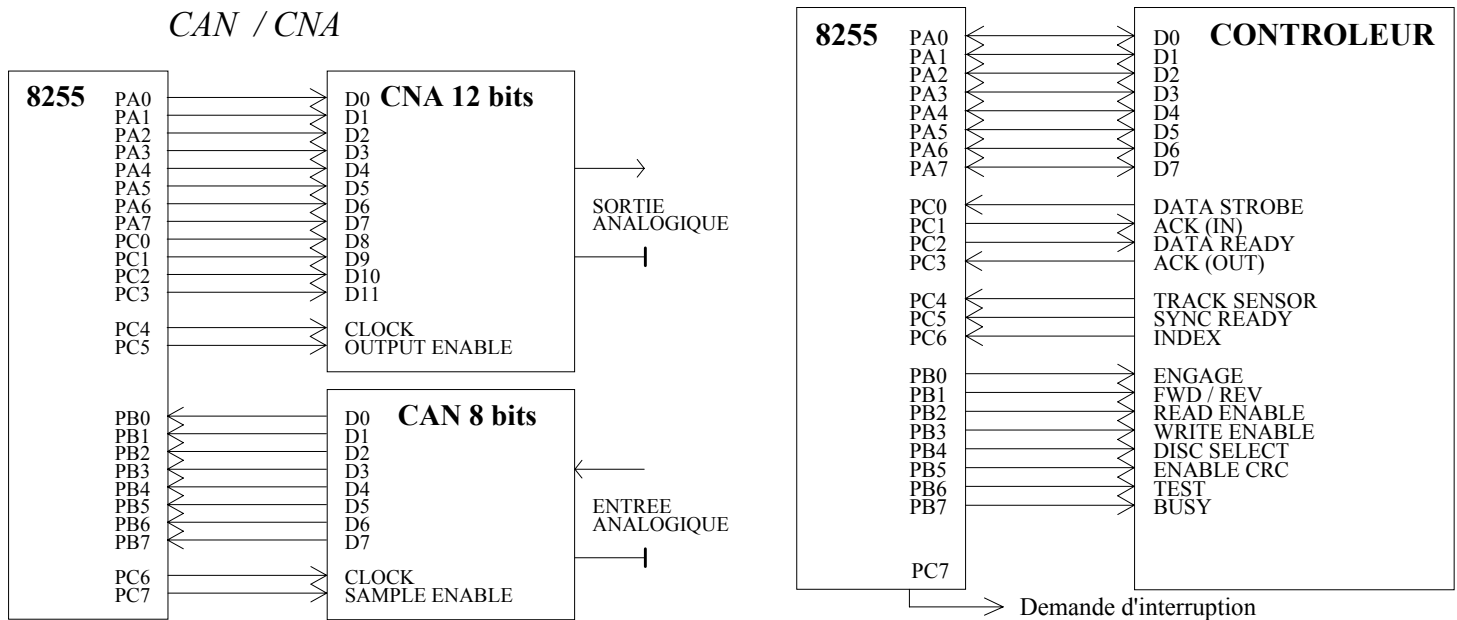 CAN / CNA
8255
CNA 12 bits
PA0 D0
PA1 D1
PA2 D2
PA3 D3
PA4 D4
PA5 D5
PA6 D6
PA7 D7
PC0 D8
PC1 D9
PC2 D10
PC3 D11
PC4 CLOCK
PC5 OUTPUT ENABLE
SORTIE
ANALOGIQUE
CAN 8 bits
PB0 D0
PB1 D1
PB2 D2
PB3 D3
PB4 D4
PB5 D5
PB6 D6
PB7 D7
PC6 CLOCK
PC7 SAMPLE ENABLE
ENTREE
ANALOGIQUE
8255
CONTROLEUR
PA0 D0
PA1 D1
PA2 D2
PA3 D3
PA4 D4
PA5 D5
PA6 D6
PA7 D7
PC0 DATA STROBE
PC1 ACK (IN)
PC2 DATA READY
PC3 ACK (OUT)
PC4 TRACK SENSOR
PC5 SYNC READY
PC6 INDEX
PB0 ENGAGE
PB1 FWD / REV
PB2 READ ENABLE
PB3 WRITE ENABLE
PB4 DISC SELECT
PB5 ENABLE CRC
PB6 TEST
PB7 BUSY
PC7
Demande d'interruption